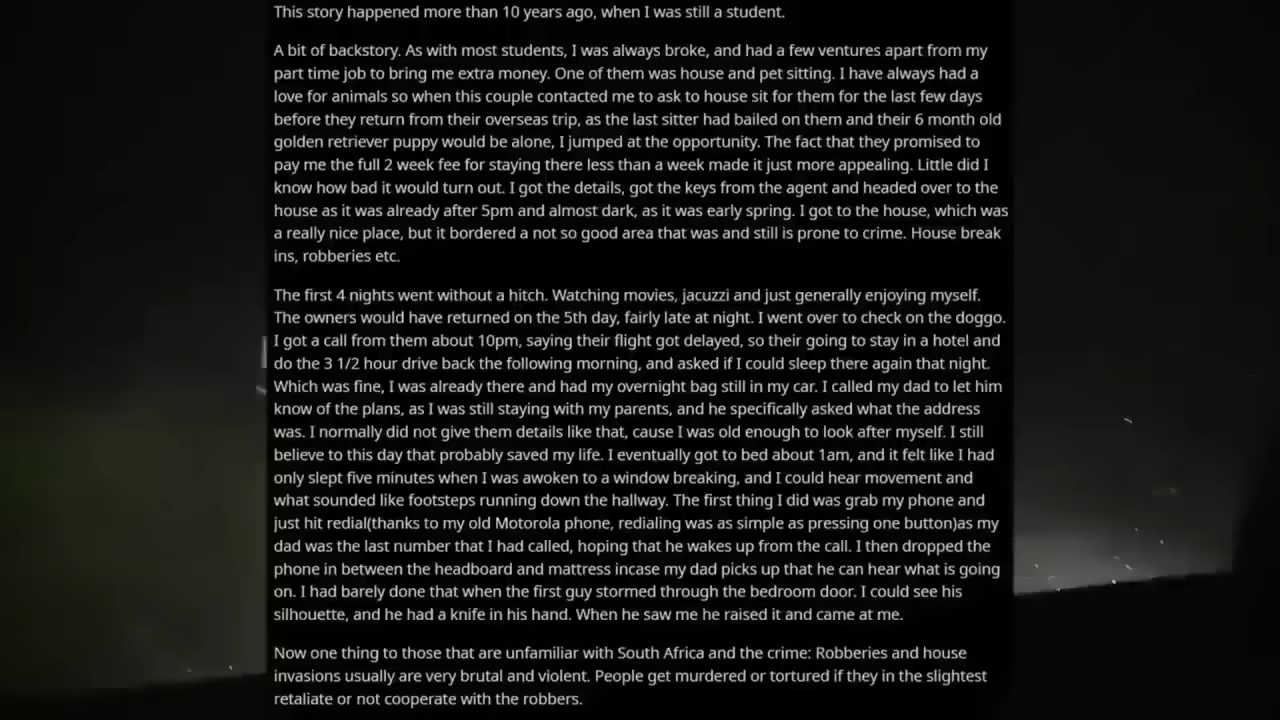 This story happened more than 10 years ago, when I was still a student.
A bit of backstory. As with most students, I was always broke, and had a few ventures apart from my
part time job to bring me extra money. One of them was house and pet sitting. I have always had a
love for animals so when this couple contacted me to ask to house sit for them for the last few days
before they return from their overseas trip, as the last sitter had bailed on them and their 6 month old
golden retriever puppy would be alone, I jumped at the opportunity. The fact that they promised to
pay me the full 2 week fee for staying there less than a week made it just more appealing. Little did I
know how bad it would turn out. I got the details, got the keys from the agent and headed over to the
house as it was already after 5pm and almost dark, as it was early spring. I got to the house, which was
a really nice place, but it bordered a not so good area that was and still is prone to crime. House break
ins, robberies etc.
The first 4 nights went without a hitch. Watching movies, jacuzzi and just generally enjoying myself.
The owners would have returned on the 5th day, fairly late at night. I went over to check on the doggo.
I got a call from them about 10pm, saying their flight got delayed, so their going to stay in a hotel and
do the 3 1/2 hour drive back the following morning, and asked if I could sleep there again that night.
Which was fine, I was already there and had my overnight bag still in my car. I called my dad to let him
know of the plans, as I was still staying with my parents, and he specifically asked what the address
was. I normally did not give them details like that, cause I was old enough to look after myself. I still
believe to this day that probably saved my life. I eventually got to bed about 1am, and it felt like I had
only slept five minutes when I was awoken to a window breaking, and I could hear movement and
what sounded like footsteps running down the hallway. The first thing I did was grab my phone and
just hit redial(thanks to my old Motorola phone, redialing was as simple as pressing one button)as my
dad was the last number that I had called, hoping that he wakes up from the call. I then dropped the
phone in between the headboard and mattress incase my dad picks up that he can hear what is going
on. I had barely done that when the first guy stormed through the bedroom door. I could see his
silhouette, and he had a knife in his hand. When he saw me he raised it and came at me.
Now one thing to those that are unfamiliar with South Africa and the crime: Robberies and house
invasions usually are very brutal and violent. People get murdered or tortured if they in the slightest
retaliate or not cooperate with the robbers.